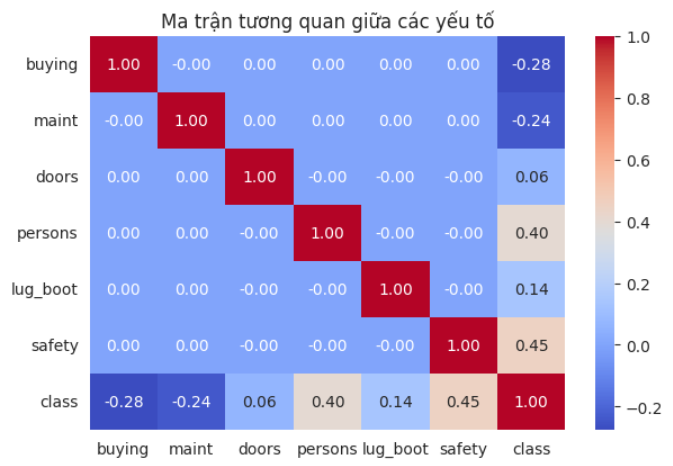 Ma trận tương quan giữa các yếu tố
buying 1.00 -0.00 0.00 0.00 0.00 0.00 -0.28
maint -0.00 1.00 0.00 0.00 0.00 0.00 -0.24
doors 0.00 0.00 1.00 -0.00 -0.00 -0.00 0.06
persons 0.00 0.00 -0.00 1.00 -0.00 -0.00 0.40
lug_boot 0.00 0.00 -0.00 -0.00 1.00 -0.00 0.14
safety 0.00 0.00 -0.00 -0.00 -0.00 1.00 0.45
class -0.28 -0.24 0.06 0.40 0.14 0.45 1.00
buying maint doors persons lug_boot safety class
1.0
0.8
0.6
0.4
0.2
0.0
−0.2